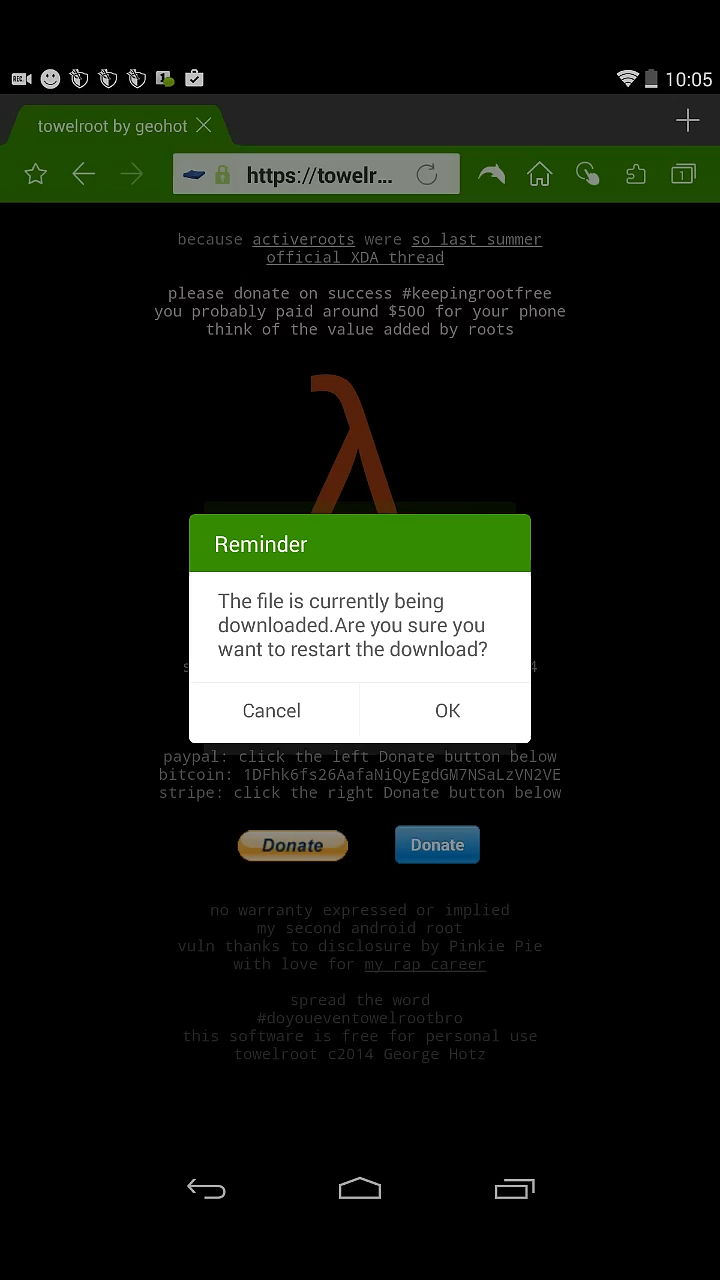 REC
10:05
towelroot by geohot
https://towelr...
1
because activeroots were so last summer
official XDA thread
please donate on success #keepingrootfree
you probably paid around $500 for your phone
think of the value added by roots
λ
Reminder
The file is currently being
downloaded.Are you sure you
want to restart the download?
Cancel OK
paypal: click the left Donate button below
bitcoin: 1DFhk6fs26AafaNiQyEgdGM7NSaLzVN2VE
stripe: click the right Donate button below
Donate Donate
no warranty expressed or implied
my second android root
vuln thanks to disclosure by Pinkie Pie
with love for my rap career
spread the word
#doyoueventowelrootbro
this software is free for personal use
towelroot c2014 George Hotz